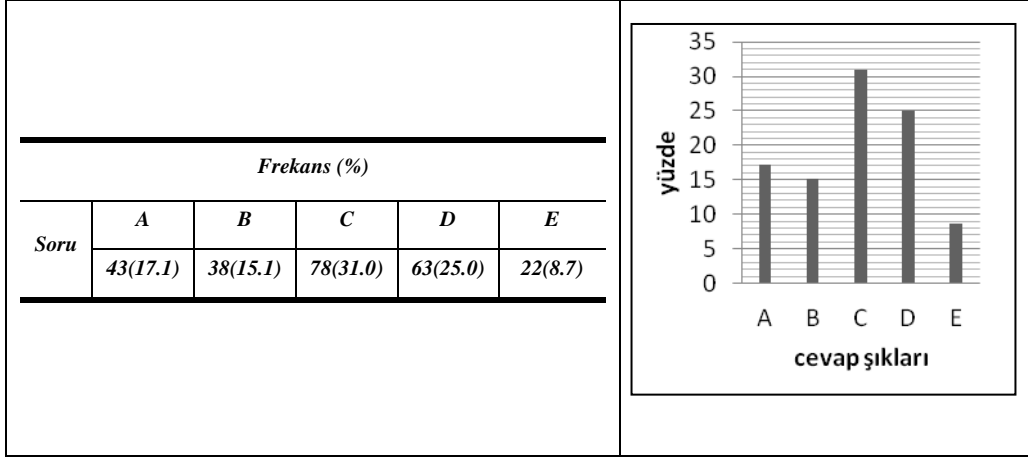 Frekans (%)
Soru
A B C D E
43(17.1) 38(15.1) 78(31.0) 63(25.0) 22(8.7)
35
30
25
20
15
10
5
0
yüzde
A B C D E
cevap şıkları